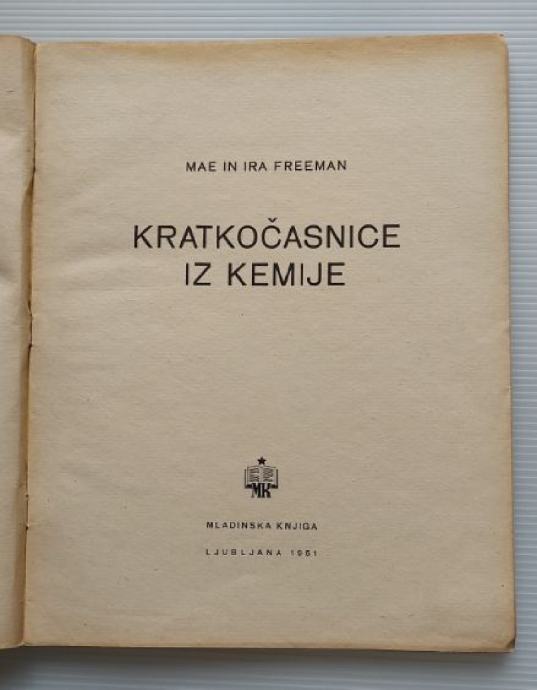 MAE IN IRA FREEMAN
KRATKOČASNICE
IZ KEMIJE
MK
MLADINSKA KNJIGA
LJUBLJANA 1951